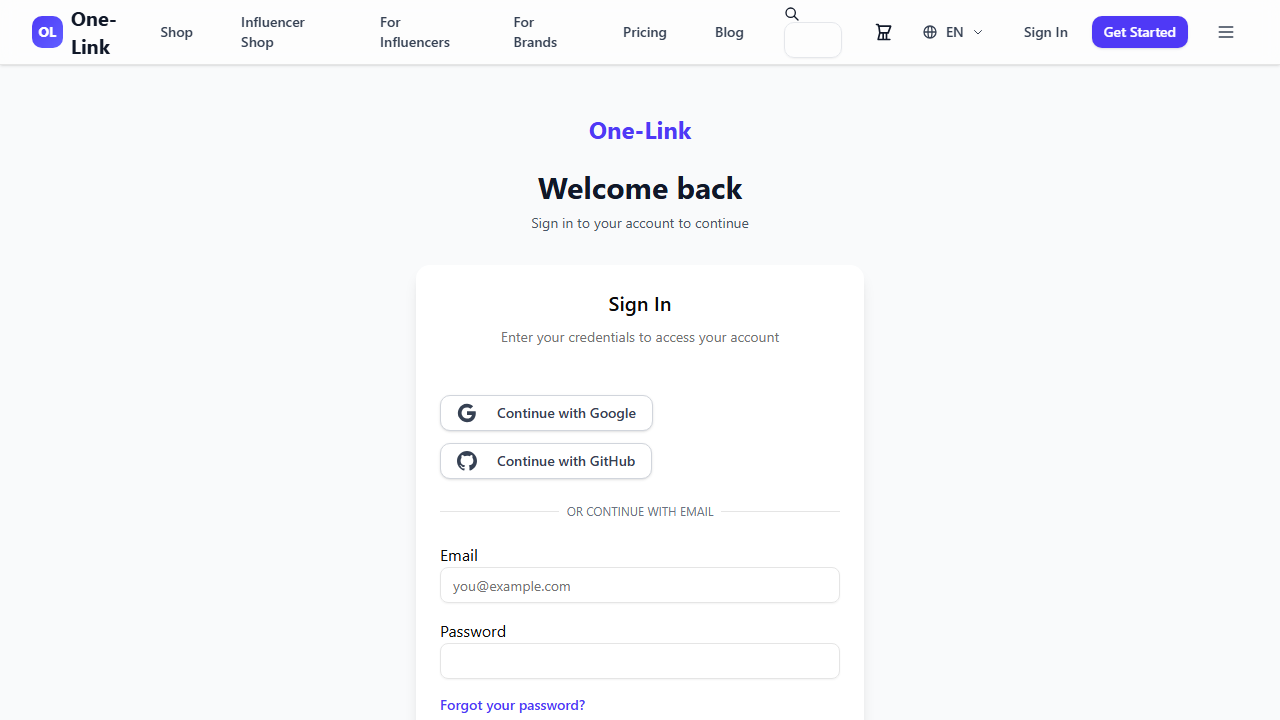 OL
One-
Link
Shop
Influencer
Shop
For
Influencers
For
Brands
Pricing
Blog
EN
Sign In
Get Started
One-Link
Welcome back
Sign in to your account to continue
Sign In
Enter your credentials to access your account
Continue with Google
Continue with GitHub
OR CONTINUE WITH EMAIL
Email
you@example.com
Password
Forgot your password?